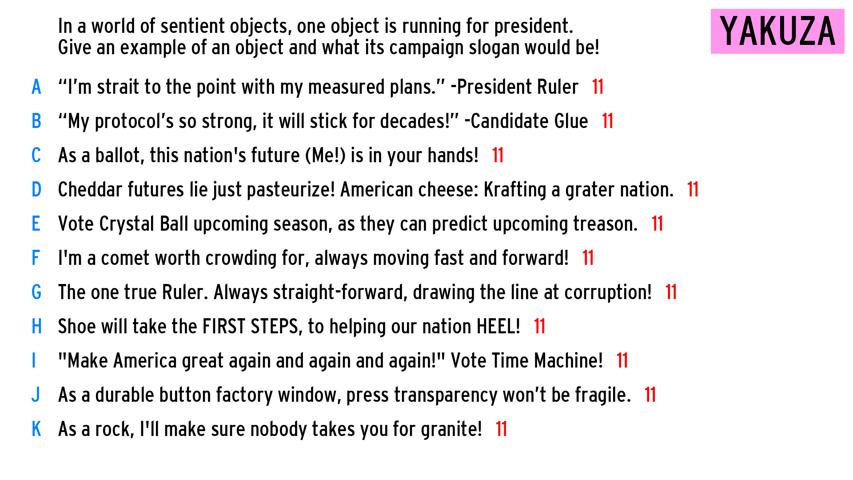 In a world of sentient objects, one object is running for president.
Give an example of an object and what its campaign slogan would be!
YAKUZA
A “I’m strait to the point with my measured plans.” -President Ruler 11
B “My protocol’s so strong, it will stick for decades!” -Candidate Glue 11
C As a ballot, this nation's future (Me!) is in your hands! 11
D Cheddar futures lie just pasteurize! American cheese: Krafting a grater nation. 11
E Vote Crystal Ball upcoming season, as they can predict upcoming treason. 11
F I'm a comet worth crowding for, always moving fast and forward! 11
G The one true Ruler. Always straight-forward, drawing the line at corruption! 11
H Shoe will take the FIRST STEPS, to helping our nation HEEL! 11
I "Make America great again and again and again!" Vote Time Machine! 11
J As a durable button factory window, press transparency won’t be fragile. 11
K As a rock, I'll make sure nobody takes you for granite! 11